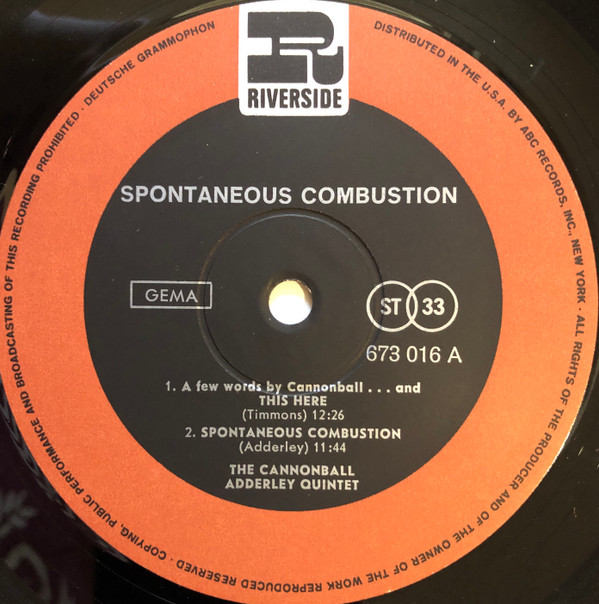 R
RIVERSIDE
SPONTANEOUS COMBUSTION
GEMA
ST 33
673 016 A
1. A few words by Cannonball . . . and
THIS HERE
(Timmons) 12:26
2. SPONTANEOUS COMBUSTION
(Adderley) 11:44
THE CANNONBALL
ADDERLEY QUINTET
DISTRIBUTED IN THE U.S.A. BY ABC RECORDS, INC., NEW YORK · ALL RIGHTS OF THE PRODUCER AND OF THE OWNER OF THE WORK REPRODUCED RESERVED · COPYING, PUBLIC PERFORMANCE AND BROADCASTING OF THIS RECORDING PROHIBITED · DEUTSCHE GRAMMOPHON